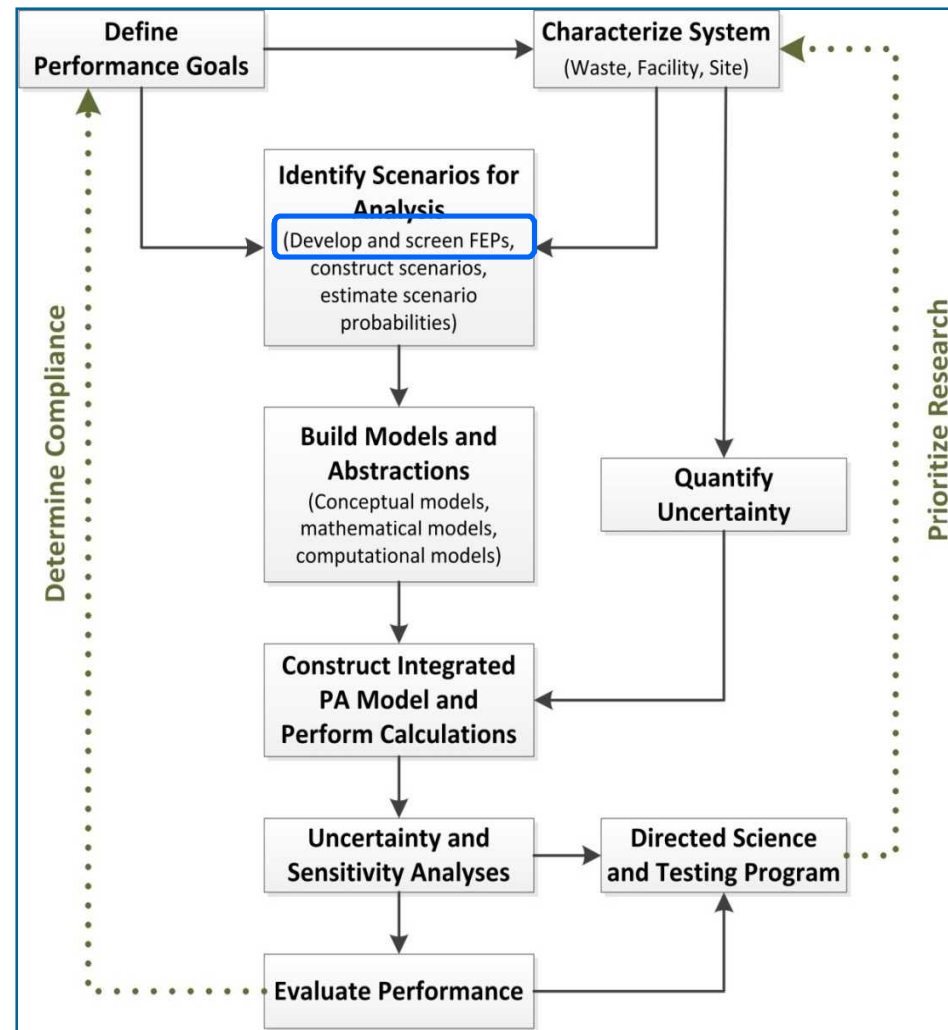 Define
Performance Goals
Characterize System
(Waste, Facility, Site)
Identify Scenarios for
Analysis
(Develop and screen FEPs,
construct scenarios,
estimate scenario
probabilities)
Build Models and
Abstractions
(Conceptual models,
mathematical models,
computational models)
Quantify
Uncertainty
Determine Compliance
Prioritize Research
Construct Integrated
PA Model and
Perform Calculations
Uncertainty and
Sensitivity Analyses
Directed Science
and Testing Program
Evaluate Performance